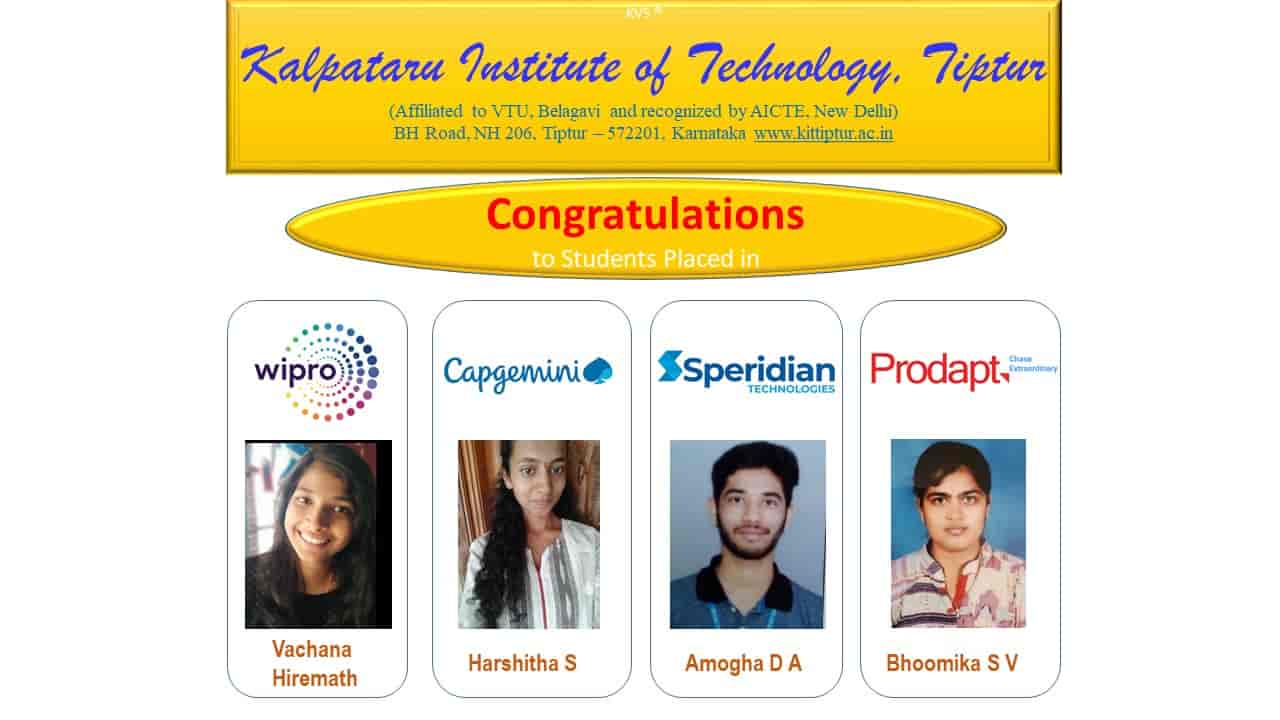 KVS ®
Kalpataru Institute of Technology, Tiptur
(Affiliated to VTU, Belagavi and recognized by AICTE, New Delhi)
BH Road, NH 206, Tiptur – 572201, Karnataka www.kittiptur.ac.in
Congratulations
to Students Placed in
wipro
Capgemini
Speridian
TECHNOLOGIES
Prodapt
Chase
Extraordinary
Vachana
Hiremath
Harshitha S
Amogha D A
Bhoomika S V